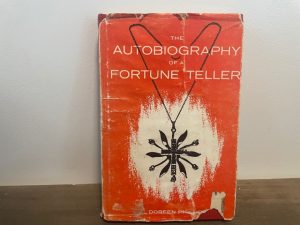 THE
AUTOBIOGRAPHY
OF A
FORTUNE TELLER
DOREEN